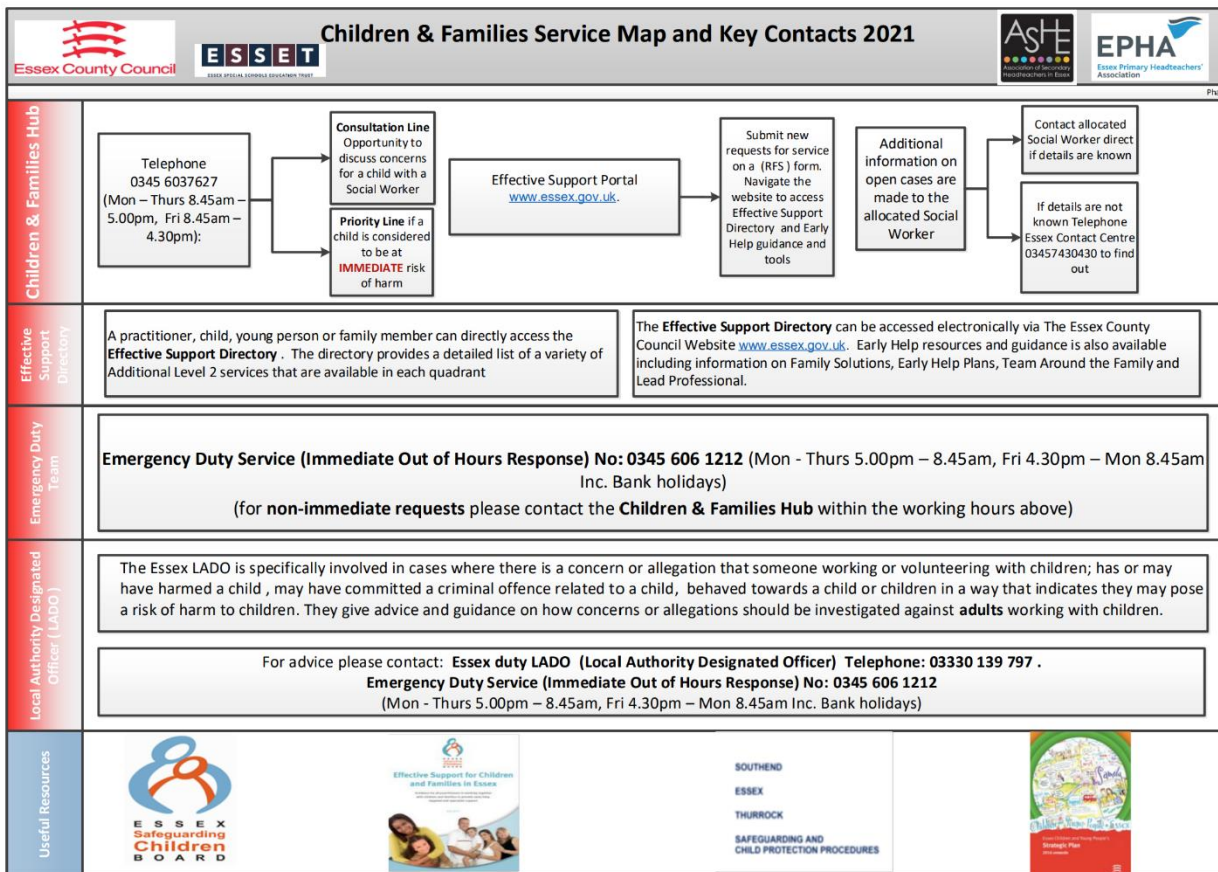 Children & Families Service Map and Key Contacts 2021
Essex County Council
ESSET
ESSEX SPECIAL SCHOOLS EDUCATION TRUST
ASHE
Association of Secondary
Headteachers in Essex
EPHA
Essex Primary Headteachers'
Association
Pha
Children & Families Hub
Telephone
0345 6037627
(Mon – Thurs 8.45am –
5.00pm, Fri 8.45am –
4.30pm):
Consultation Line
Opportunity to
discuss concerns
for a child with a
Social Worker
Priority Line if a
child is considered
to be at
IMMEDIATE risk
of harm
Effective Support Portal
www.essex.gov.uk.
Submit new
requests for service
on a (RFS ) form.
Navigate the
website to access
Effective Support
Directory and Early
Help guidance and
tools
Additional
information on
open cases are
made to the
allocated Social
Worker
Contact allocated
Social Worker direct
if details are known
If details are not
known Telephone
Essex Contact Centre
03457430430 to find
out
Effective
Support
Directory
A practitioner, child, young person or family member can directly access the
Effective Support Directory . The directory provides a detailed list of a variety of
Additional Level 2 services that are available in each quadrant
The Effective Support Directory can be accessed electronically via The Essex County
Council Website www.essex.gov.uk. Early Help resources and guidance is also available
including information on Family Solutions, Early Help Plans, Team Around the Family and
Lead Professional.
Emergency Duty
Team
Emergency Duty Service (Immediate Out of Hours Response) No: 0345 606 1212 (Mon - Thurs 5.00pm – 8.45am, Fri 4.30pm – Mon 8.45am
Inc. Bank holidays)
(for non-immediate requests please contact the Children & Families Hub within the working hours above)
Local Authority Designated
Officer ( LADO )
The Essex LADO is specifically involved in cases where there is a concern or allegation that someone working or volunteering with children; has or may
have harmed a child , may have committed a criminal offence related to a child, behaved towards a child or children in a way that indicates they may pose
a risk of harm to children. They give advice and guidance on how concerns or allegations should be investigated against adults working with children.
For advice please contact: Essex duty LADO (Local Authority Designated Officer) Telephone: 03330 139 797 .
Emergency Duty Service (Immediate Out of Hours Response) No: 0345 606 1212
(Mon - Thurs 5.00pm – 8.45am, Fri 4.30pm – Mon 8.45am Inc. Bank holidays)
Useful Resources
ESSEX
Safeguarding
Children
BOARD
Effective Support for Children
and Families in Essex
SOUTHEND
ESSEX
THURROCK
SAFEGUARDING AND
CHILD PROTECTION PROCEDURES
Strategic Plan